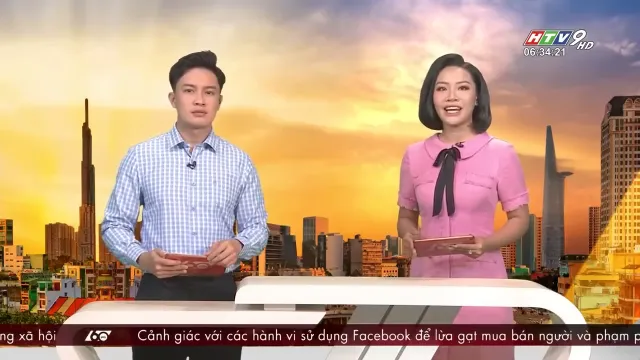 HTV9 HD
06:34:21
ng xã hội 60 Cảnh giác với các hành vi sử dụng Facebook để lừa gạt mua bán người và phạm p